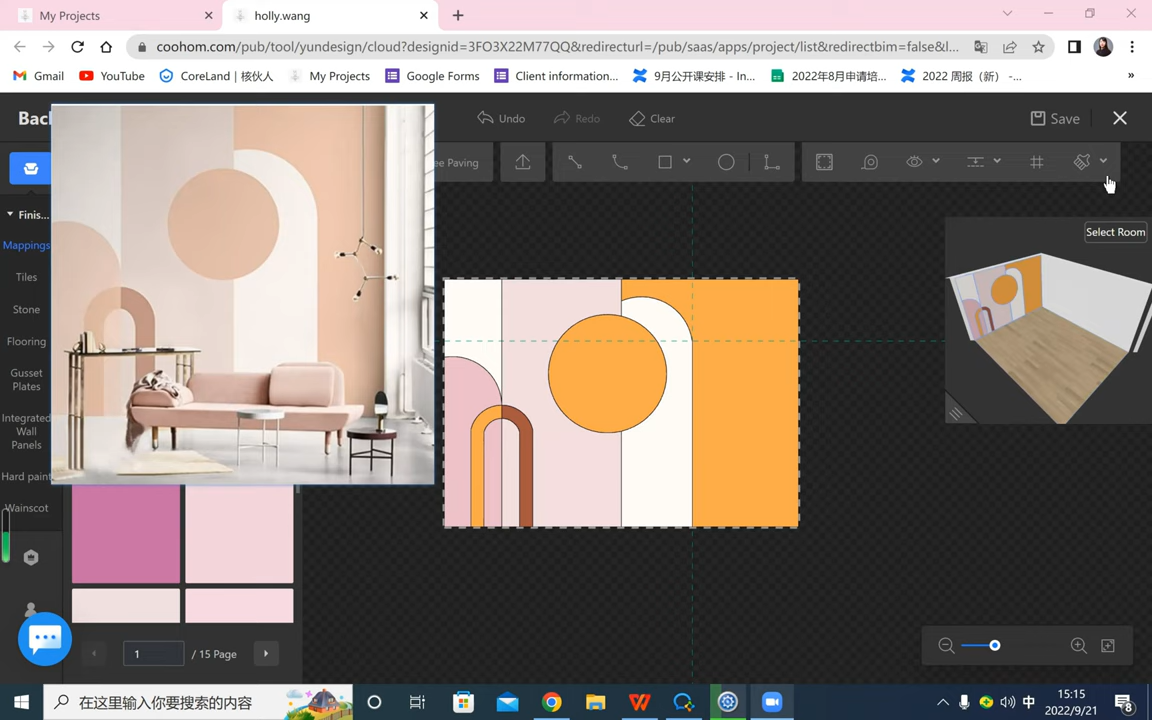 My Projects
holly.wang
coohom.com/pub/tool/yundesign/cloud?designid=3FO3X22M77QQ&redirecturl=/pub/saas/apps/project/list&redirectbim=false&l...
Gmail
YouTube
CoreLand | 核伙人
My Projects
Google Forms
Client information...
9月公开课安排 - In...
2022年8月申请培...
2022 周报（新） -...
»
Bac
Undo
Redo
Clear
Save
ee Paving
Finis...
Mappings
Tiles
Stone
Flooring
Gusset
Plates
Integrated
Wall
Panels
Hard paint
Wainscot
Select Room
1
/ 15 Page
在这里输入你要搜索的内容
中
15:15
2022/9/21
8